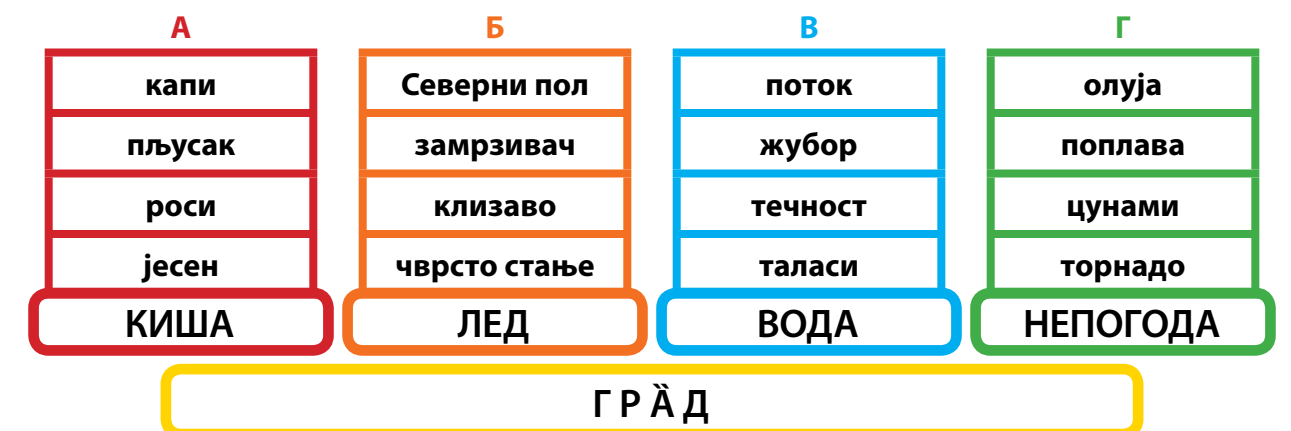 А Б В Г
капи Северни пол поток олуја
пљусак замрзивач жубор поплава
роси клизаво течност цунами
јесен чврсто стање таласи торнадо
КИША ЛЕД ВОДА НЕПОГОДА
Г Р А̏ Д